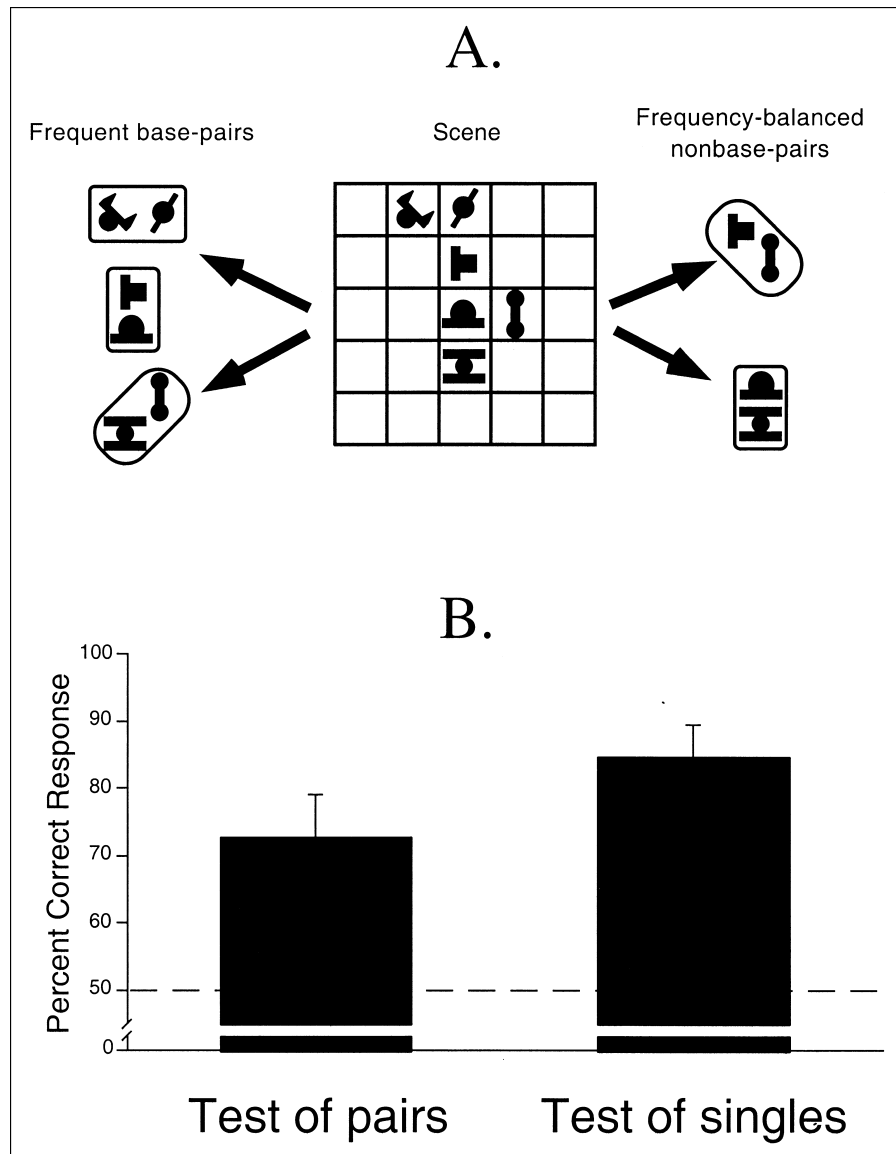 A.
Frequent base-pairs
Scene
Frequency-balanced
nonbase-pairs
B.
Percent Correct Response
100
90
80
70
60
50
0
Test of pairs
Test of singles